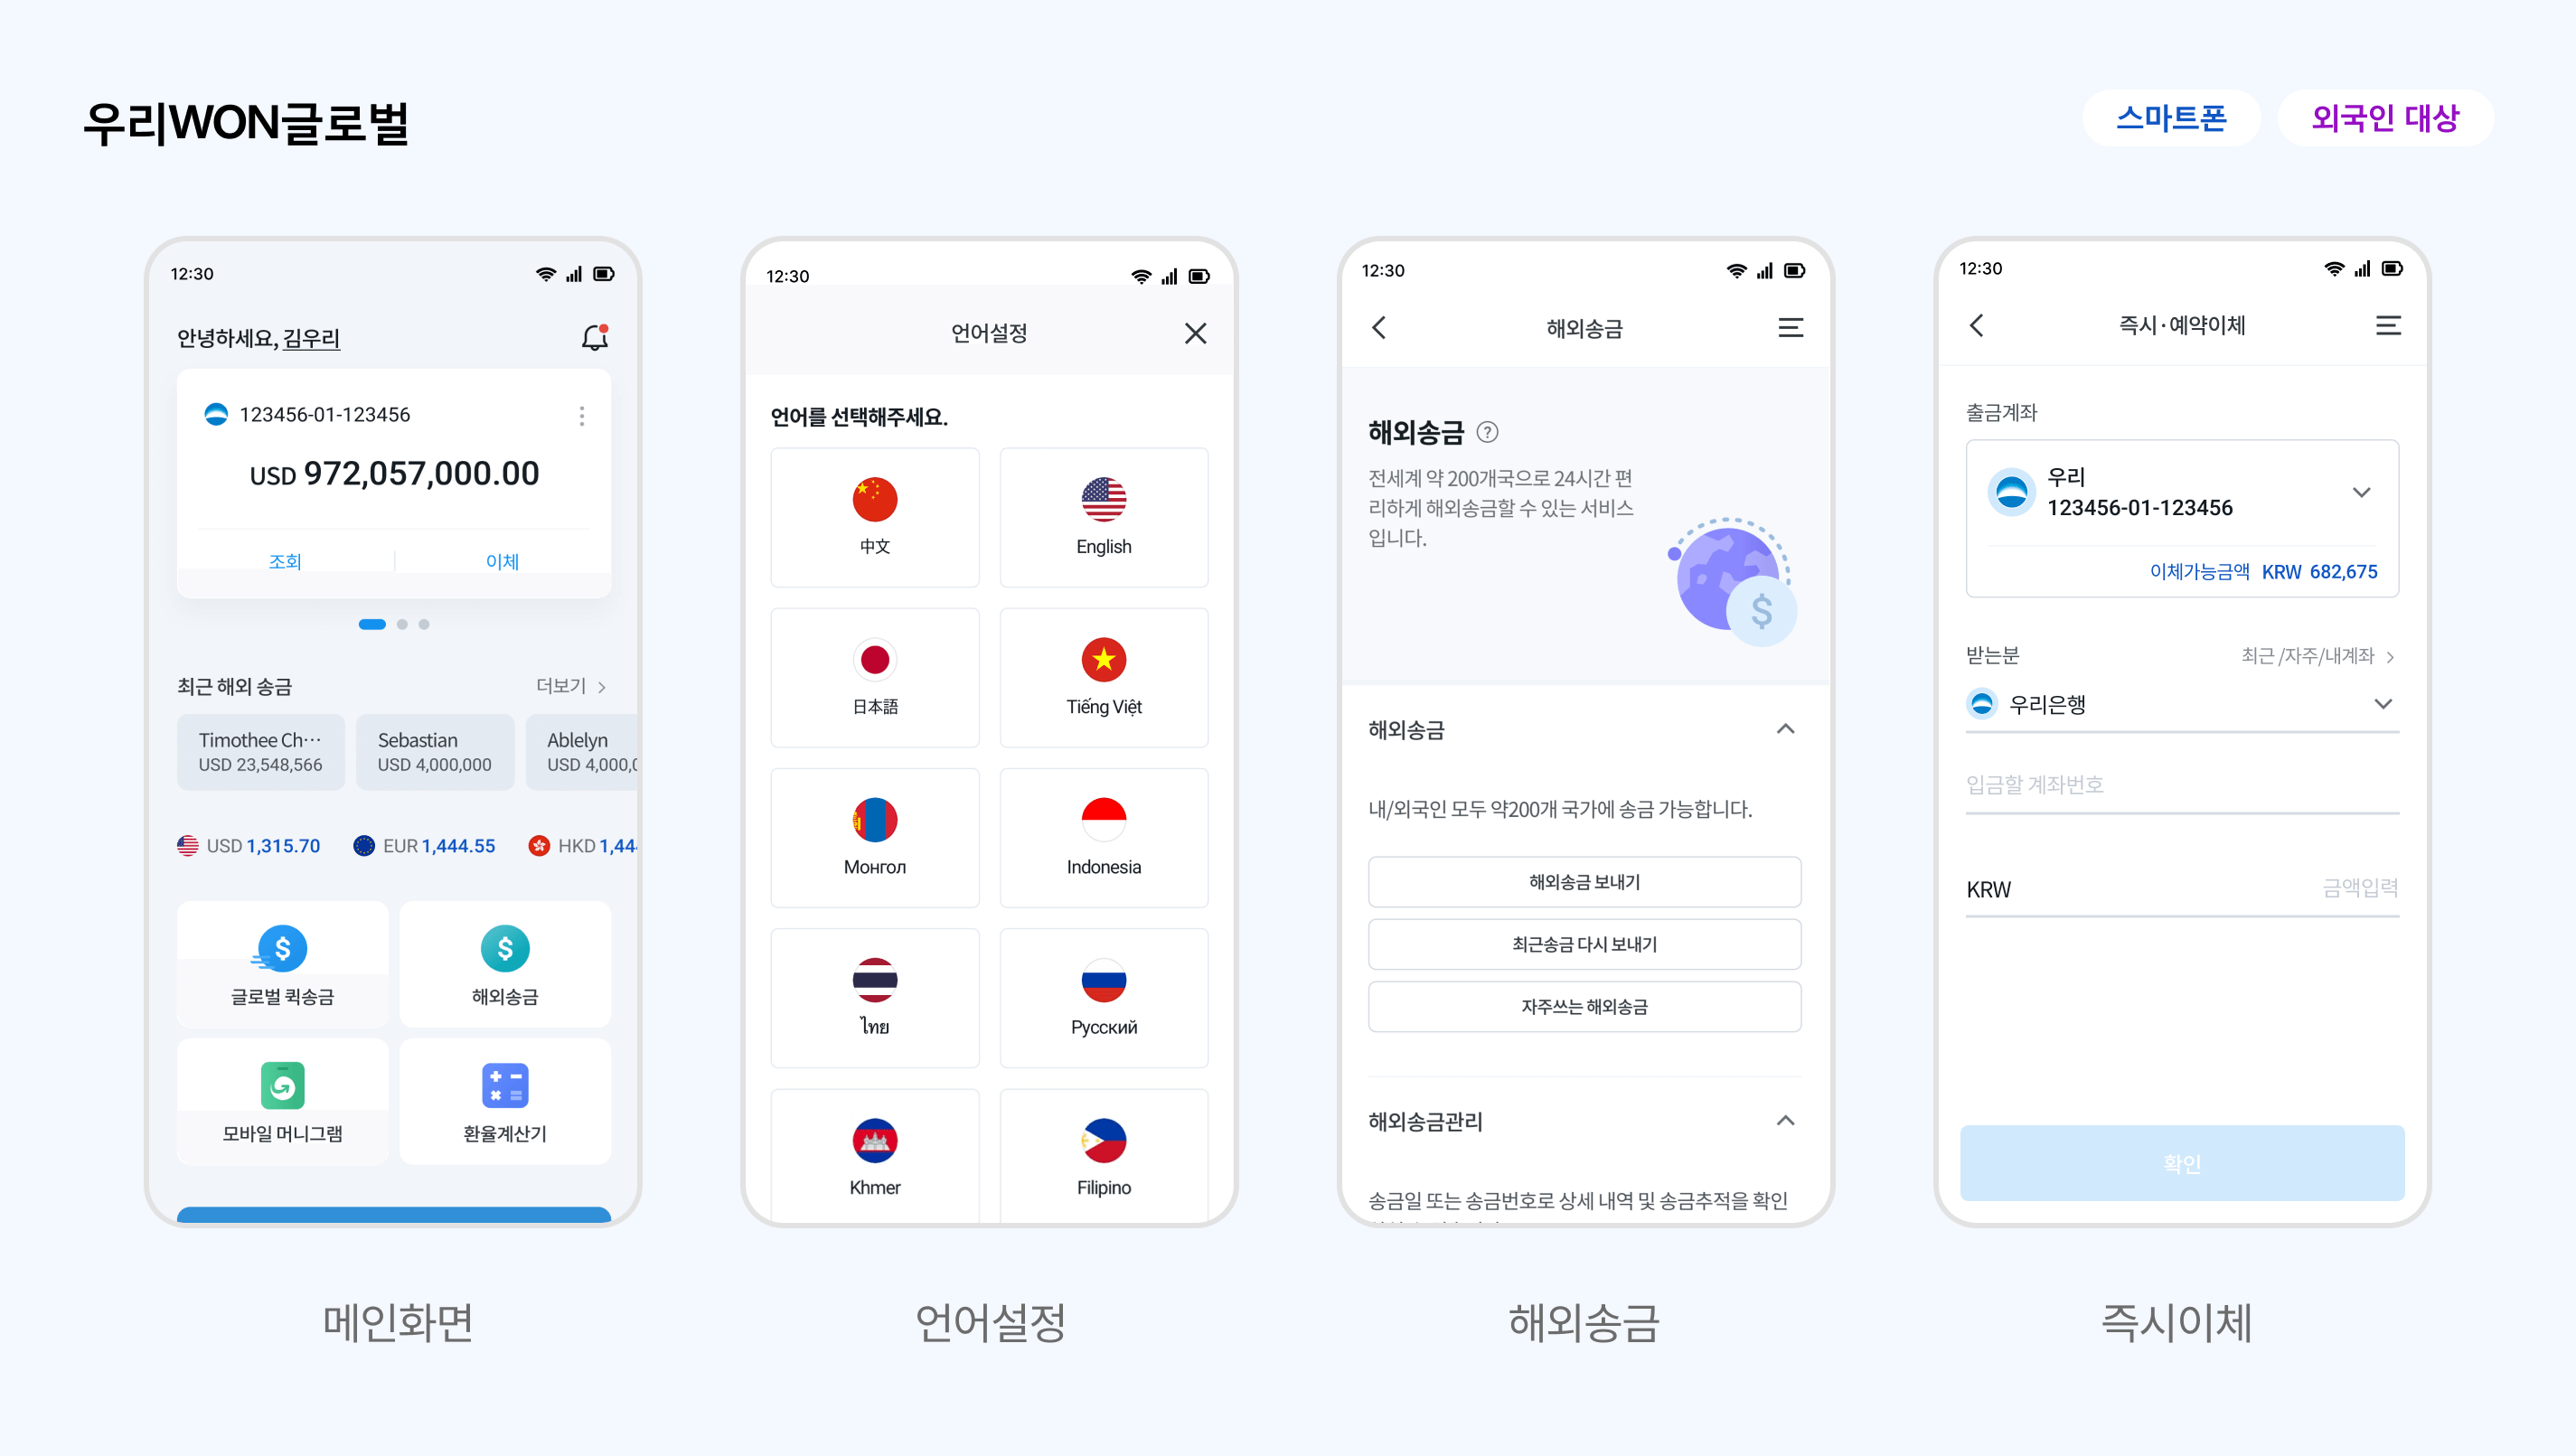 우리WON글로벌
스마트폰
외국인 대상
12:30
안녕하세요, 김우리
123456-01-123456
USD 972,057,000.00
조회
이체
최근 해외 송금
더보기
Timothee Ch···
USD 23,548,566
Sebastian
USD 4,000,000
Ablelyn
USD 4,000,0
USD 1,315.70
EUR 1,444.55
HKD 1,44
글로벌 퀵송금
해외송금
모바일 머니그램
환율계산기
메인화면
12:30
언어설정
언어를 선택해주세요.
中文
English
日本語
Tiếng Việt
Монгол
Indonesia
ไทย
Русский
Khmer
Filipino
언어설정
12:30
해외송금
해외송금 ?
전세계 약 200개국으로 24시간 편
리하게 해외송금할 수 있는 서비스
입니다.
$
해외송금
내/외국인 모두 약200개 국가에 송금 가능합니다.
해외송금 보내기
최근송금 다시 보내기
자주쓰는 해외송금
해외송금관리
송금일 또는 송금번호로 상세 내역 및 송금추적을 확인
해외송금
12:30
즉시·예약이체
출금계좌
우리
123456-01-123456
이체가능금액 KRW 682,675
받는분
최근 /자주/내계좌
우리은행
입금할 계좌번호
KRW
금액입력
확인
즉시이체